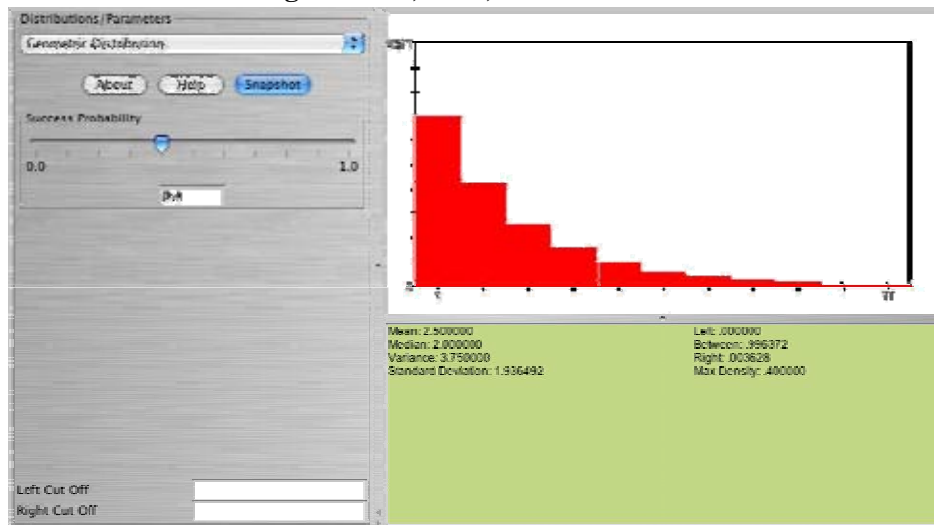 Distributions/Parameters
Geometric Distribution
About Help Snapshot
Success Probability
0.0 1.0
Mean: 2.500000
Median: 2.000000
Variance: 3.750000
Standard Deviation: 1.936492
Left: .000000
Between: .996372
Right: .003628
Max Density: .400000
Left Cut Off
Right Cut Off